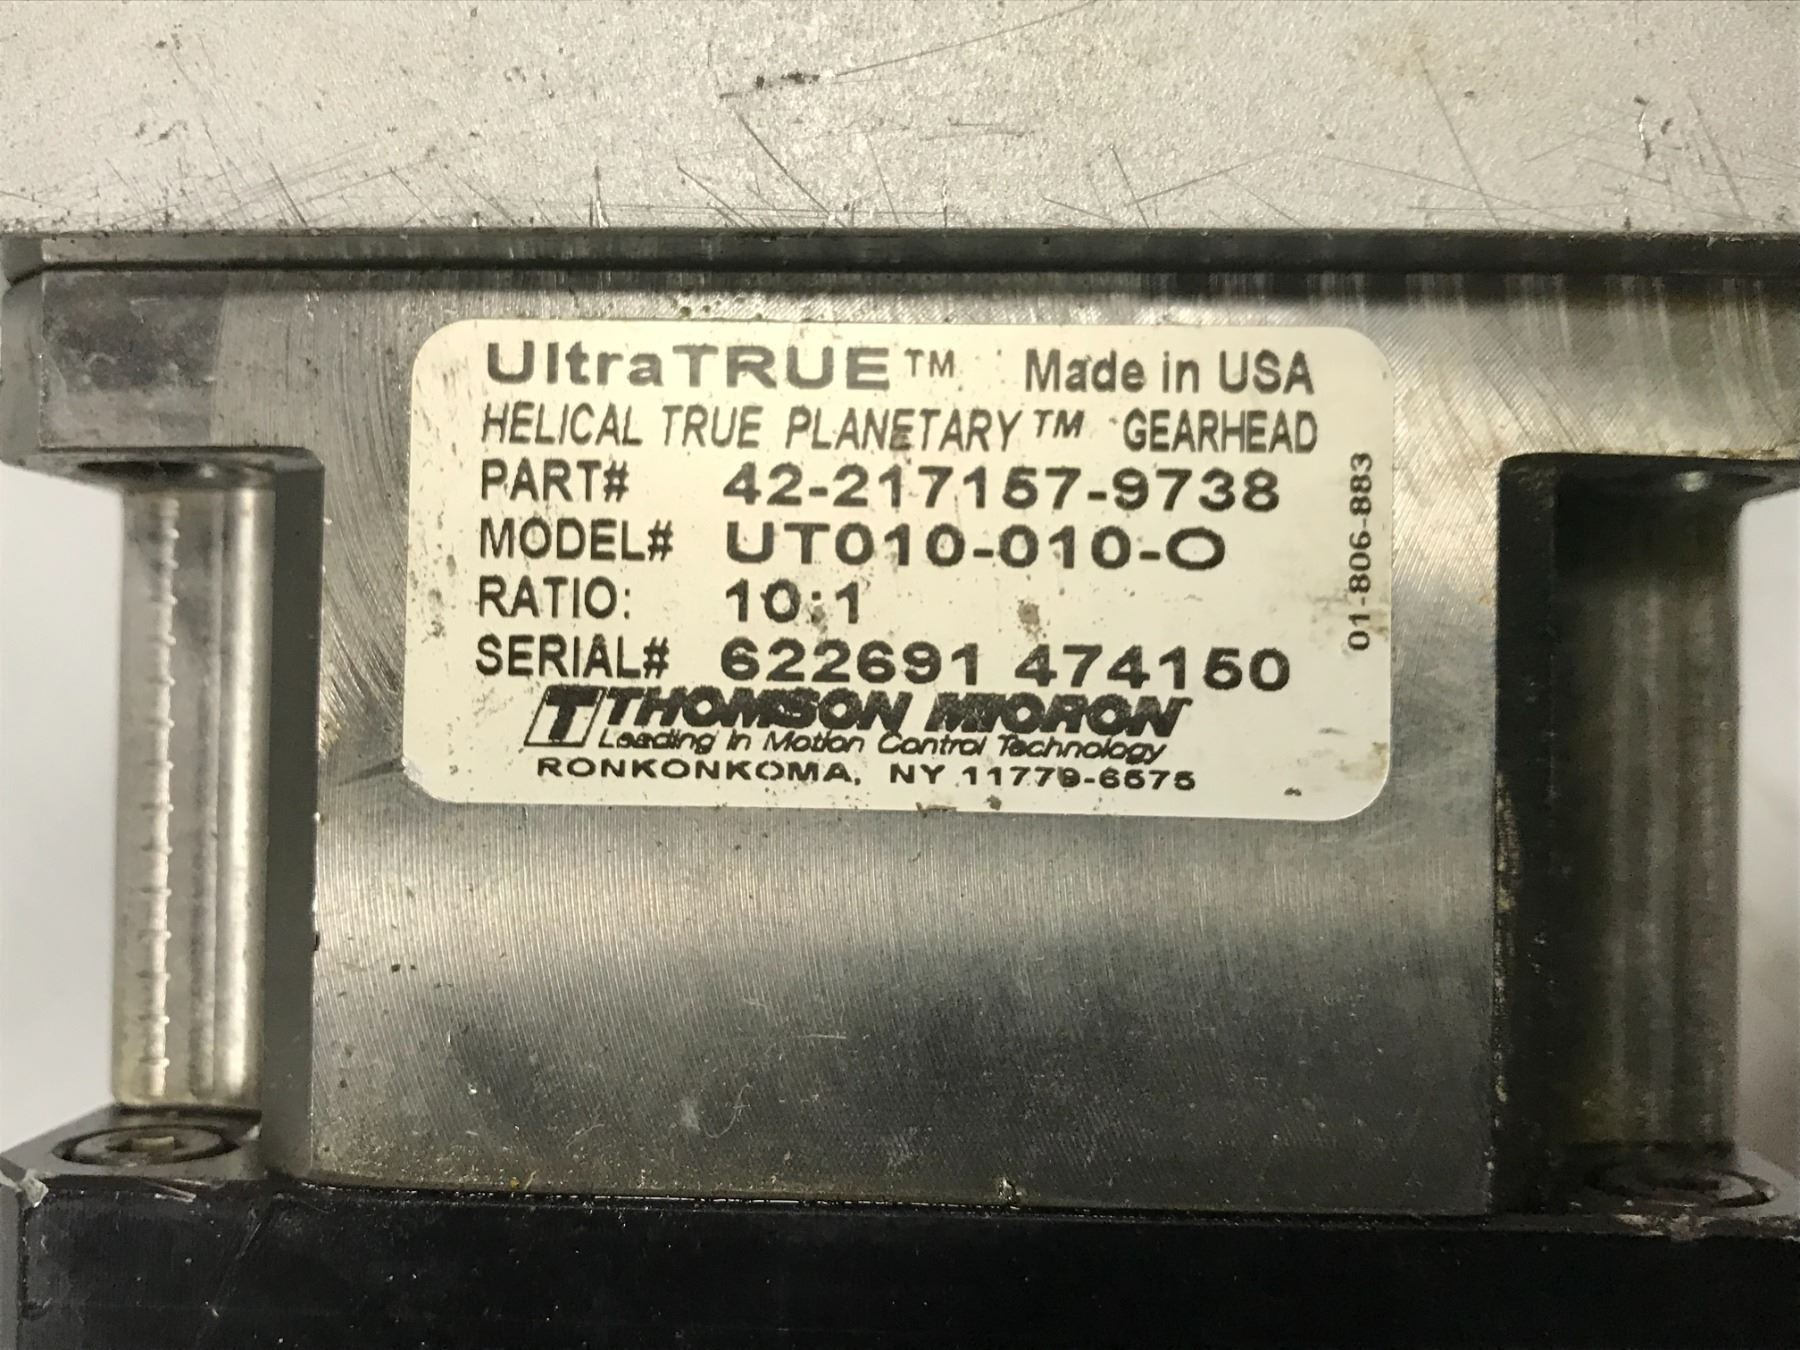 UltraTRUE™ Made in USA
HELICAL TRUE PLANETARY™ GEARHEAD
PART# 42-217157-9738
MODEL# UT010-010-O
RATIO: 10:1
SERIAL# 622691 474150
T THOMSON MICRON
Leading in Motion Control Technology
RONKONKOMA, NY 11779-6575
01-806-883